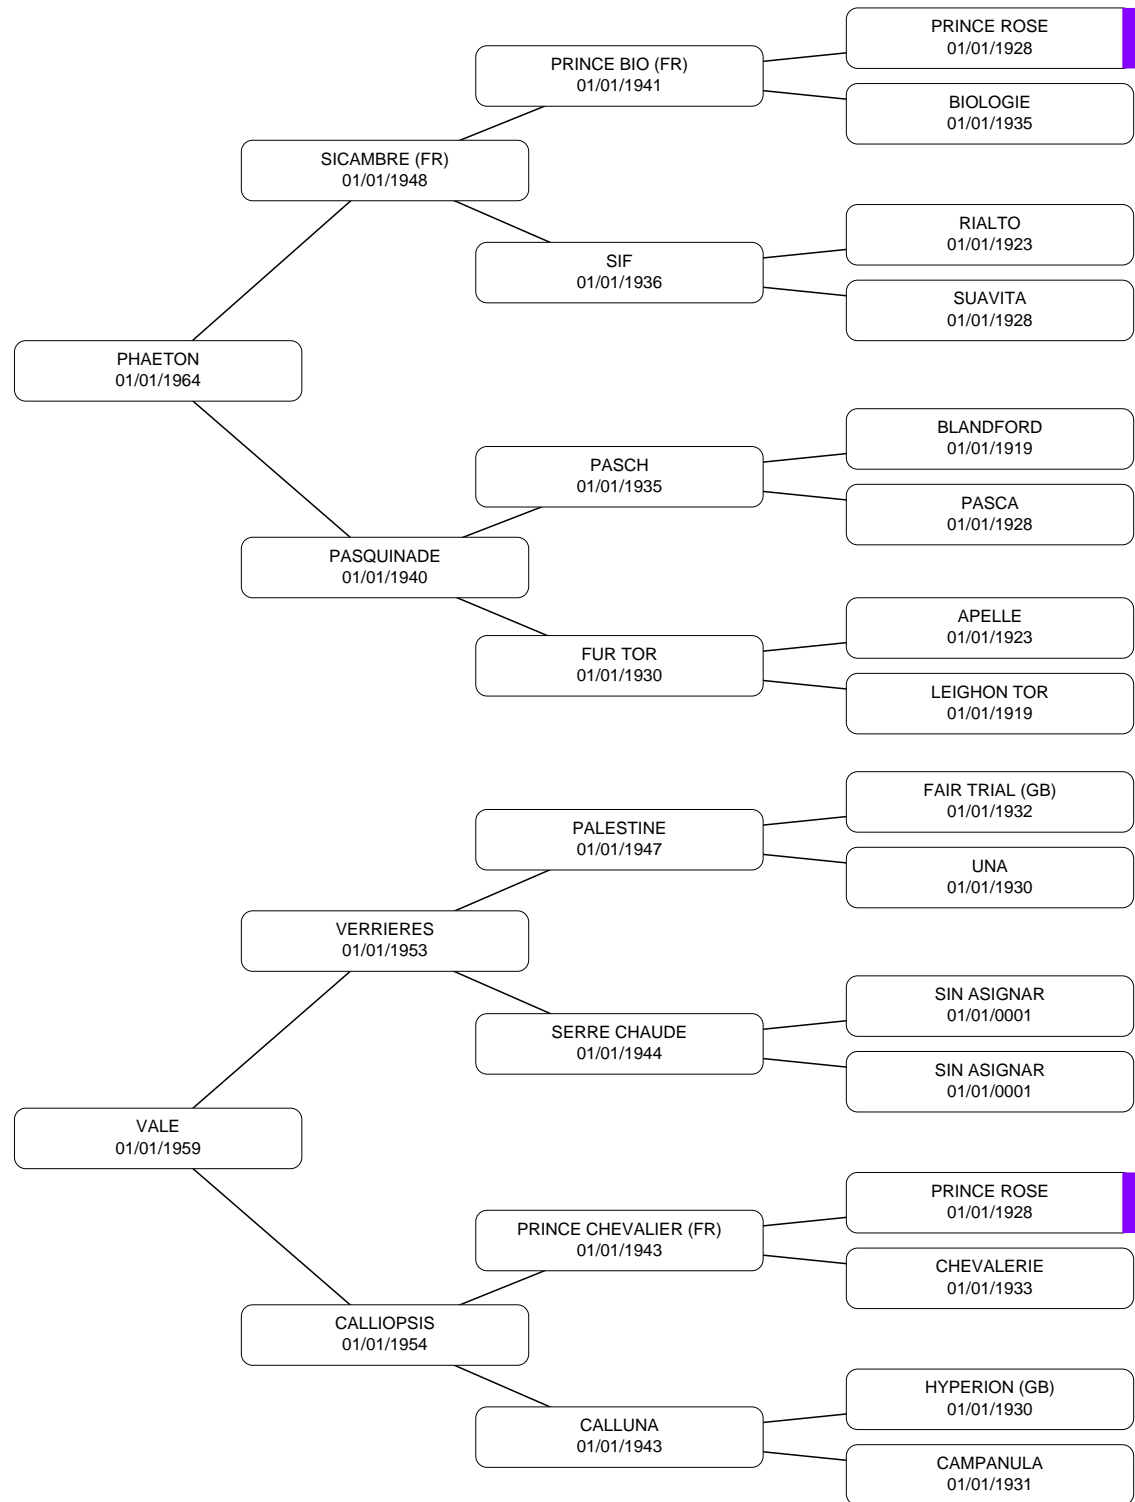 PRINCE ROSE
01/01/1928
PRINCE BIO (FR)
01/01/1941
BIOLOGIE
01/01/1935
SICAMBRE (FR)
01/01/1948
RIALTO
01/01/1923
SIF
01/01/1936
SUAVITA
01/01/1928
PHAETON
01/01/1964
BLANDFORD
01/01/1919
PASCH
01/01/1935
PASCA
01/01/1928
PASQUINADE
01/01/1940
APELLE
01/01/1923
FUR TOR
01/01/1930
LEIGHON TOR
01/01/1919
FAIR TRIAL (GB)
01/01/1932
PALESTINE
01/01/1947
UNA
01/01/1930
VERRIERES
01/01/1953
SIN ASIGNAR
01/01/0001
SERRE CHAUDE
01/01/1944
SIN ASIGNAR
01/01/0001
VALE
01/01/1959
PRINCE ROSE
01/01/1928
PRINCE CHEVALIER (FR)
01/01/1943
CHEVALERIE
01/01/1933
CALLIOPSIS
01/01/1954
HYPERION (GB)
01/01/1930
CALLUNA
01/01/1943
CAMPANULA
01/01/1931